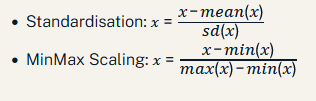 • Standardisation: x = (x−mean(x))/sd(x)
• MinMax Scaling: x = (x−min(x))/(max(x)−min(x))